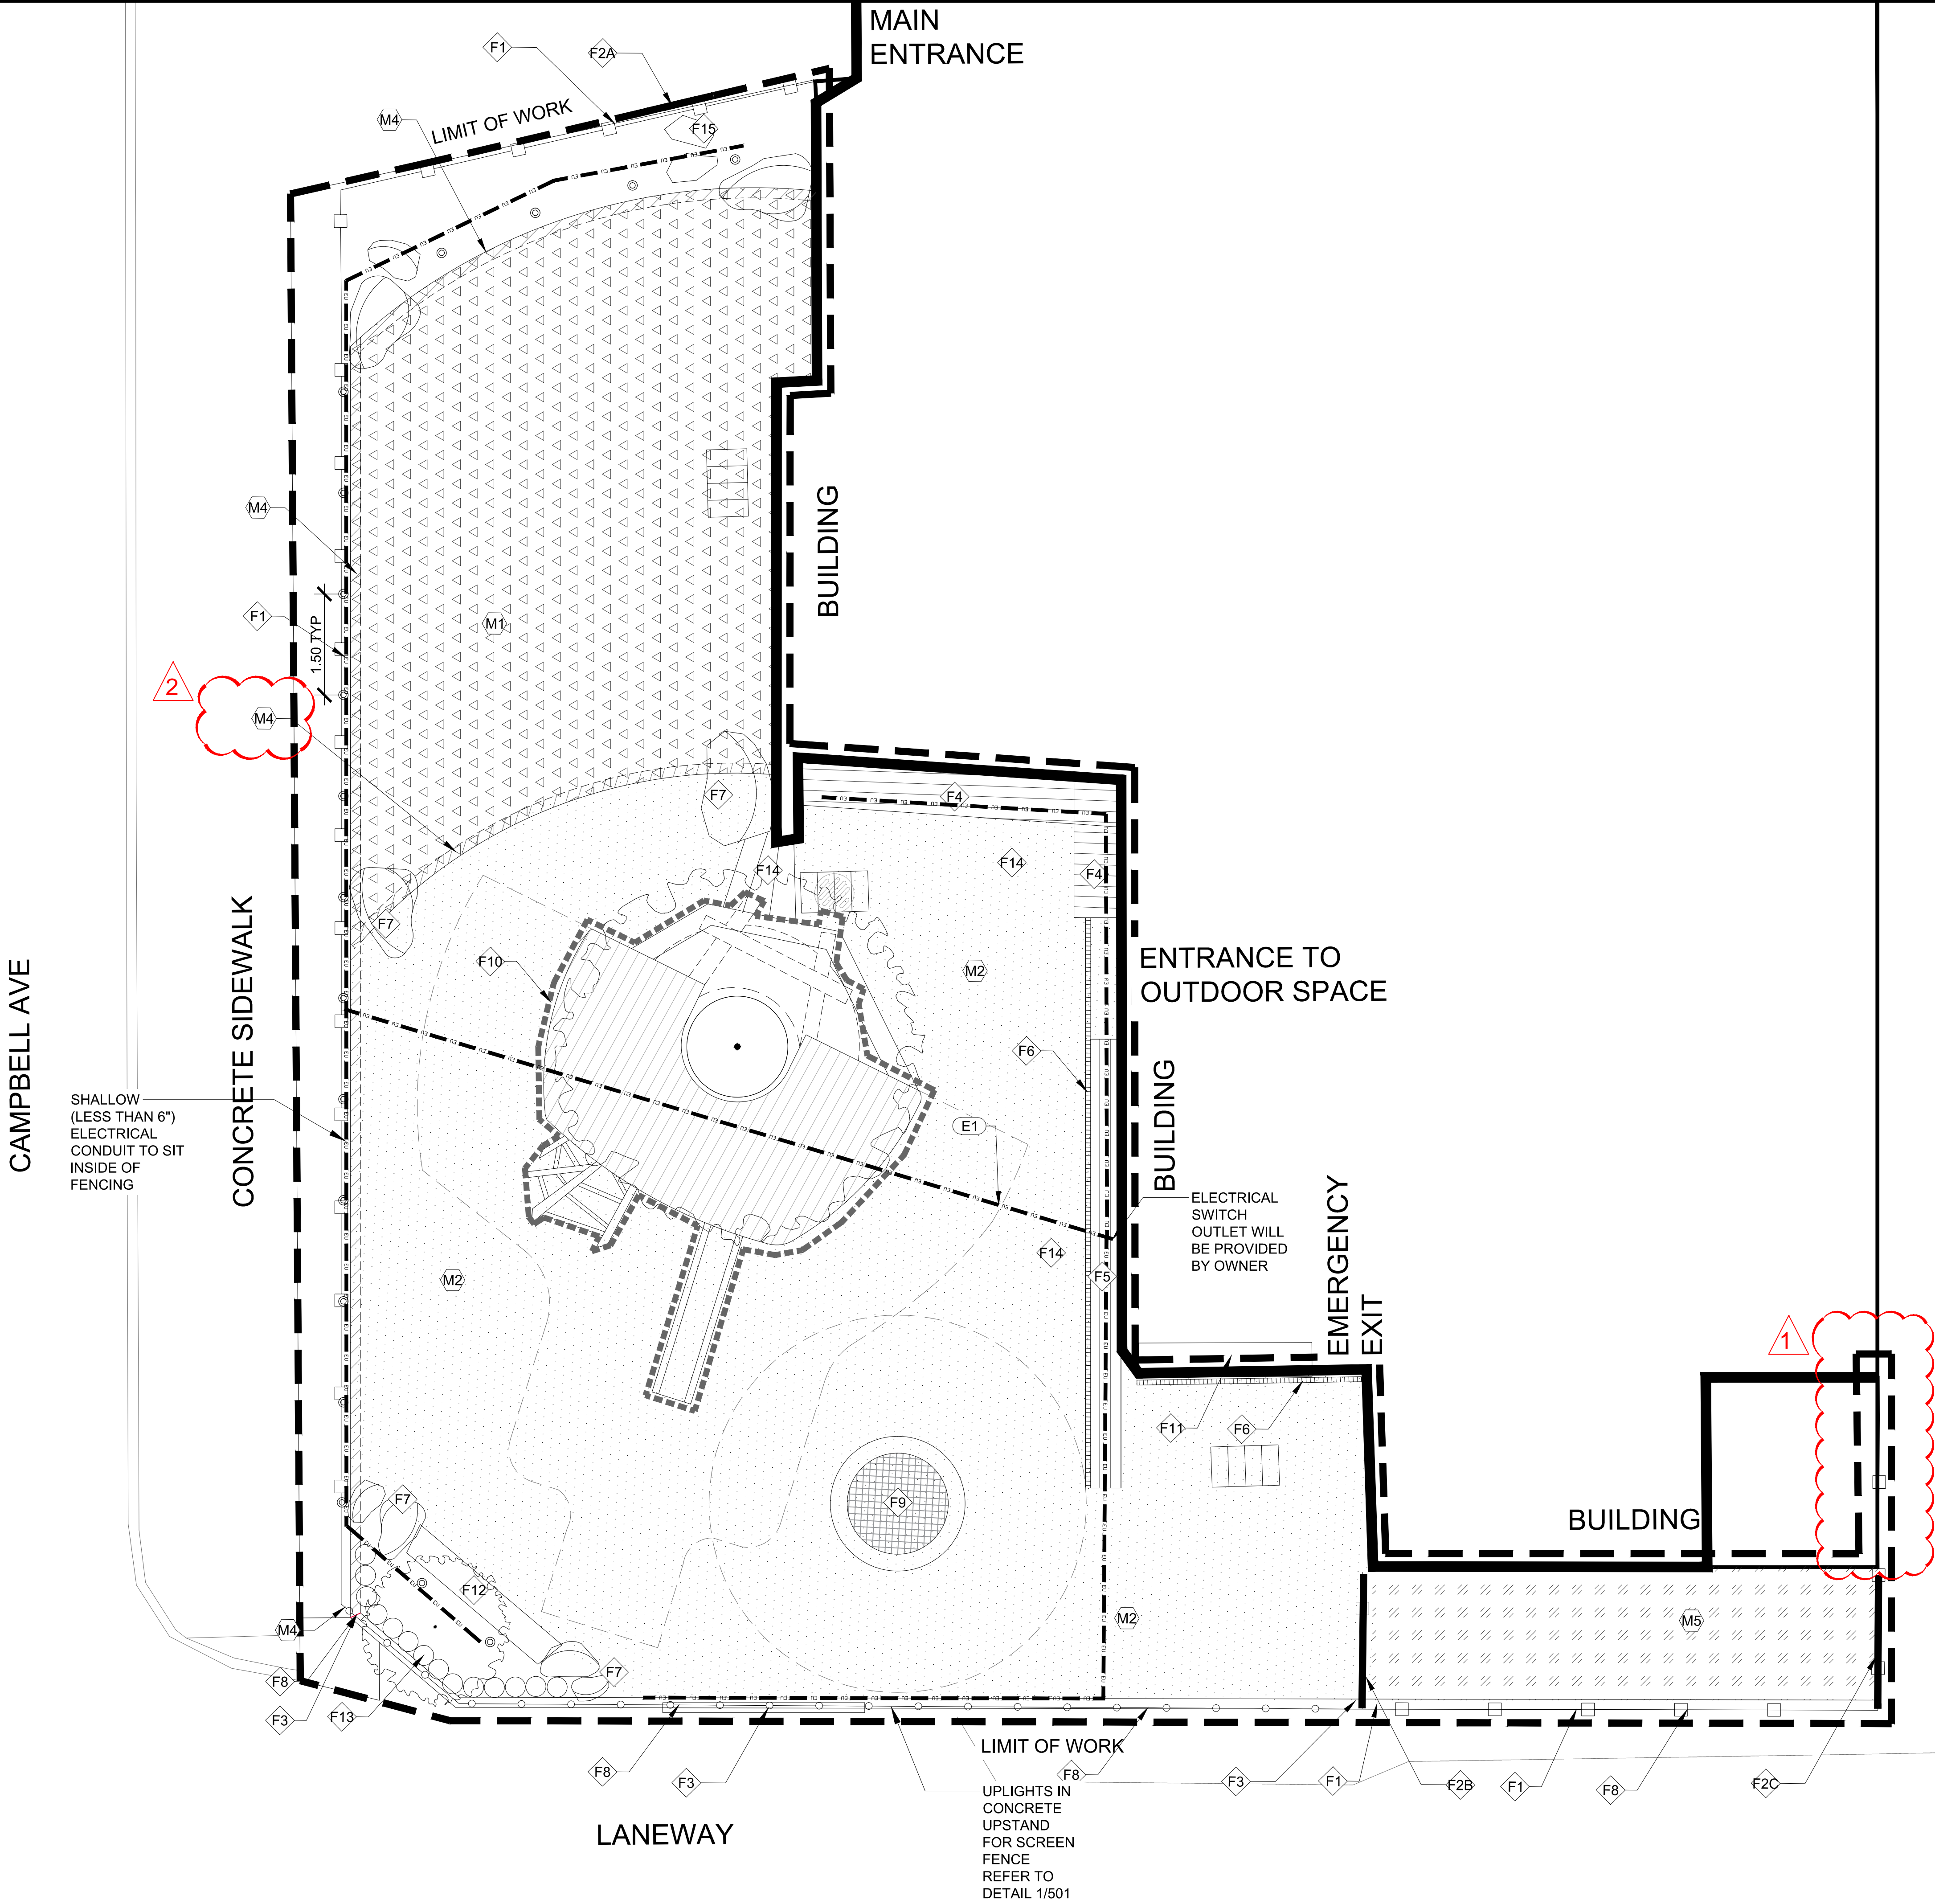 MAIN
ENTRANCE
F1
F2A
M4
LIMIT OF WORK
F15
BUILDING
M4
F1
M1
1.50 TYP
2
M4
F7
F4
F14
F14
F4
F7
CAMPBELL AVE
CONCRETE SIDEWALK
F10
M2
ENTRANCE TO
OUTDOOR SPACE
F6
SHALLOW
(LESS THAN 6")
ELECTRICAL
CONDUIT TO SIT
INSIDE OF
FENCING
E1
BUILDING
ELECTRICAL
SWITCH
OUTLET WILL
BE PROVIDED
BY OWNER
EMERGENCY
EXIT
F14
F5
M2
1
F11
F6
F7
F9
BUILDING
F12
M4
M2
M5
F8
F7
F3
F13
LIMIT OF WORK
F8
F3
F8
F3
F1
F2B
F1
F8
F2C
UPLIGHTS IN
CONCRETE
UPSTAND
FOR SCREEN
FENCE
REFER TO
DETAIL 1/501
LANEWAY